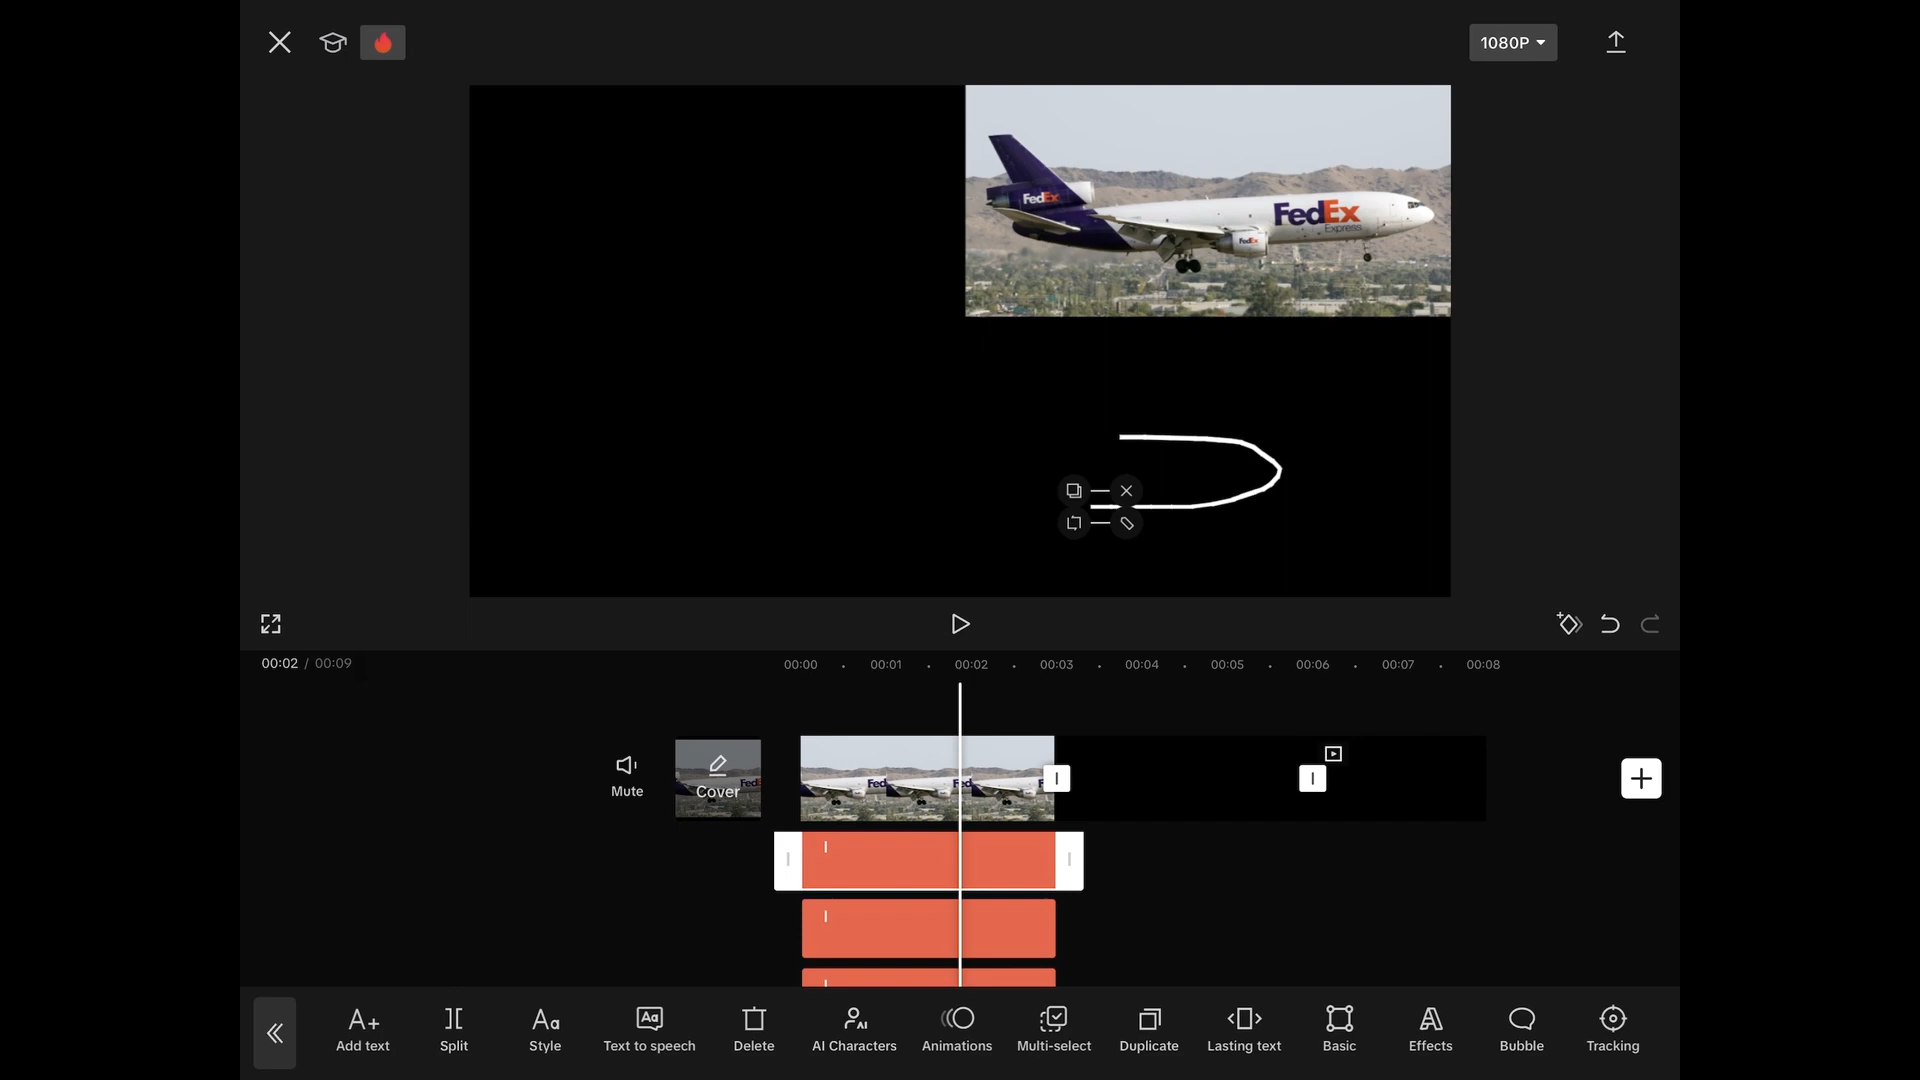 1080P
FedEx
FedEx
Express
FedEx
00:02 / 00:09
00:00 00:01 00:02 00:03 00:04 00:05 00:06 00:07 00:08
Mute
Cover
Add text Split Style Text to speech Delete AI Characters Animations Multi-select Duplicate Lasting text Basic Effects Bubble Tracking